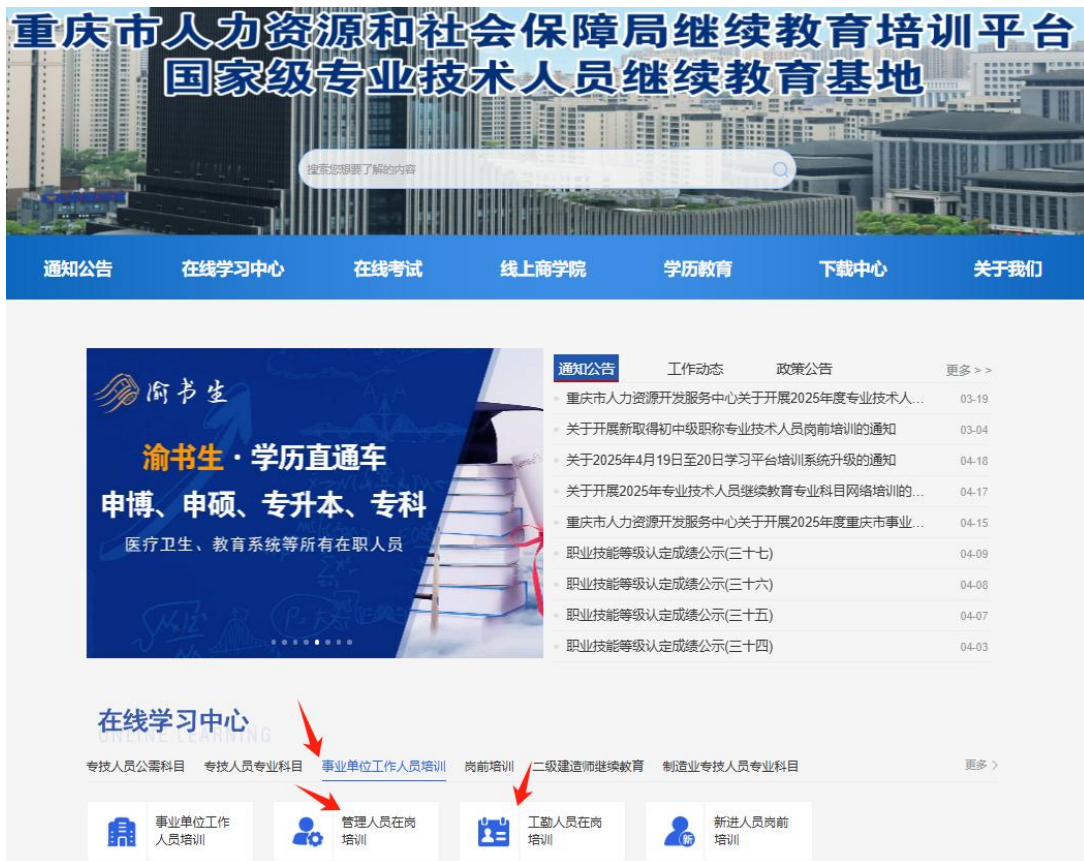 重庆市人力资源和社会保障局继续教育培训平台
国家级专业技术人员继续教育基地
搜索您想要了解的内容
通知公告 在线学习中心 在线考试 线上商学院 学历教育 下载中心 关于我们
渝书生
渝书生·学历直通车
申博、申硕、专升本、专科
医疗卫生、教育系统等所有在职人员
通知公告 工作动态 政策公告 更多 > >
重庆市人力资源开发服务中心关于开展2025年度专业技术人... 03-19
关于开展新取得初中级职称专业技术人员岗前培训的通知 03-04
关于2025年4月19日至20日学习平台培训系统升级的通知 04-18
关于开展2025年专业技术人员继续教育专业科目网络培训的... 04-17
重庆市人力资源开发服务中心关于开展2025年度重庆市事业... 04-15
职业技能等级认定成绩公示(三十七) 04-09
职业技能等级认定成绩公示(三十六) 04-08
职业技能等级认定成绩公示(三十五) 04-07
职业技能等级认定成绩公示(三十四) 04-03
在线学习中心
ONLINE LEARNING
专技人员公需科目 专技人员专业科目 事业单位工作人员培训 岗前培训 二级建造师继续教育 制造业专技人员专业科目 更多 >
事业单位工作 管理人员在岗 工勤人员在岗 新进人员岗前
人员培训 培训 培训 新 培训